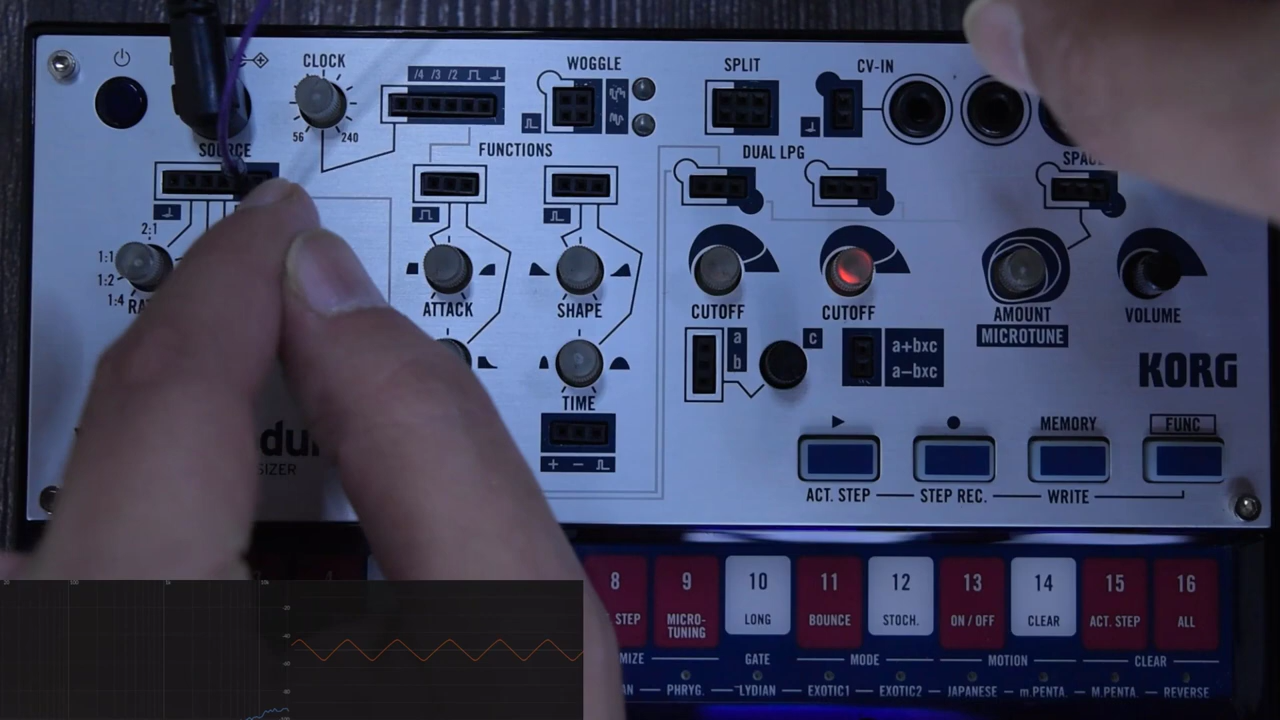 CLOCK
WOGGLE
SPLIT
CV-IN
/4 /3 /2
56
240
SOURCE
FUNCTIONS
DUAL LPG
2:1
1:1
1:2
1:4
ATTACK
SHAPE
CUTOFF
CUTOFF
AMOUNT
VOLUME
MICROTUNE
a
b
c
a+bxc
a−bxc
KORG
TIME
MEMORY
FUNC
+ −
ACT. STEP
STEP REC.
WRITE
8
9
10
11
12
13
14
15
16
STEP
MICRO-
TUNING
LONG
BOUNCE
STOCH.
ON / OFF
CLEAR
ACT. STEP
ALL
GATE
MODE
MOTION
CLEAR
PHRYG.
LYDIAN
EXOTIC1
EXOTIC2
JAPANESE
m.PENTA.
M.PENTA.
REVERSE